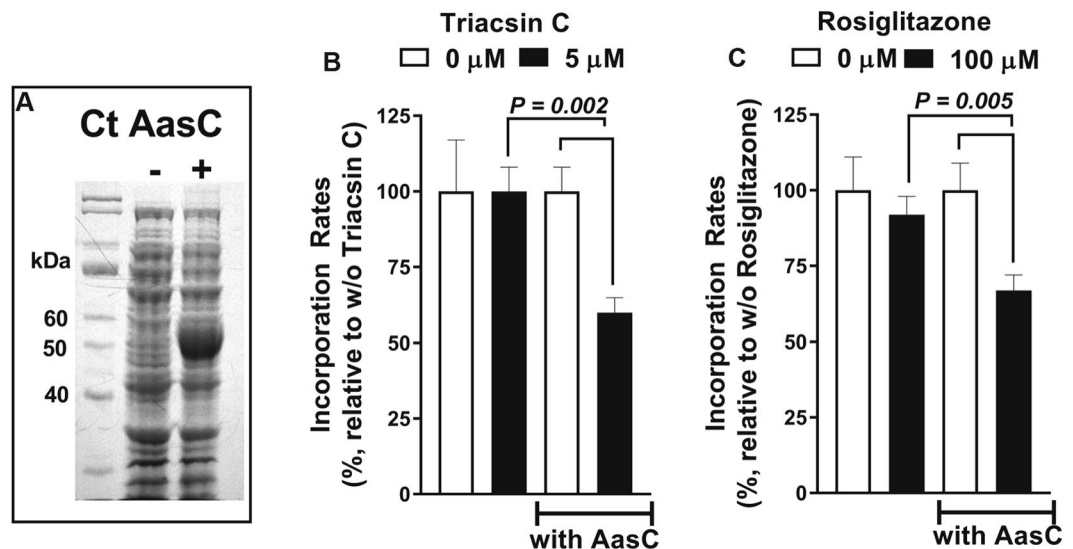 A
Ct AasC
- +
kDa
60
50
40
B
Triacsin C
0 μM 5 μM
P = 0.002
Incorporation Rates
(%, relative to w/o Triacsin C)
125
100
75
50
25
0
with AasC
C
Rosiglitazone
0 μM 100 μM
P = 0.005
Incorporation Rates
(%, relative to w/o Rosiglitazone)
125
100
75
50
25
0
with AasC